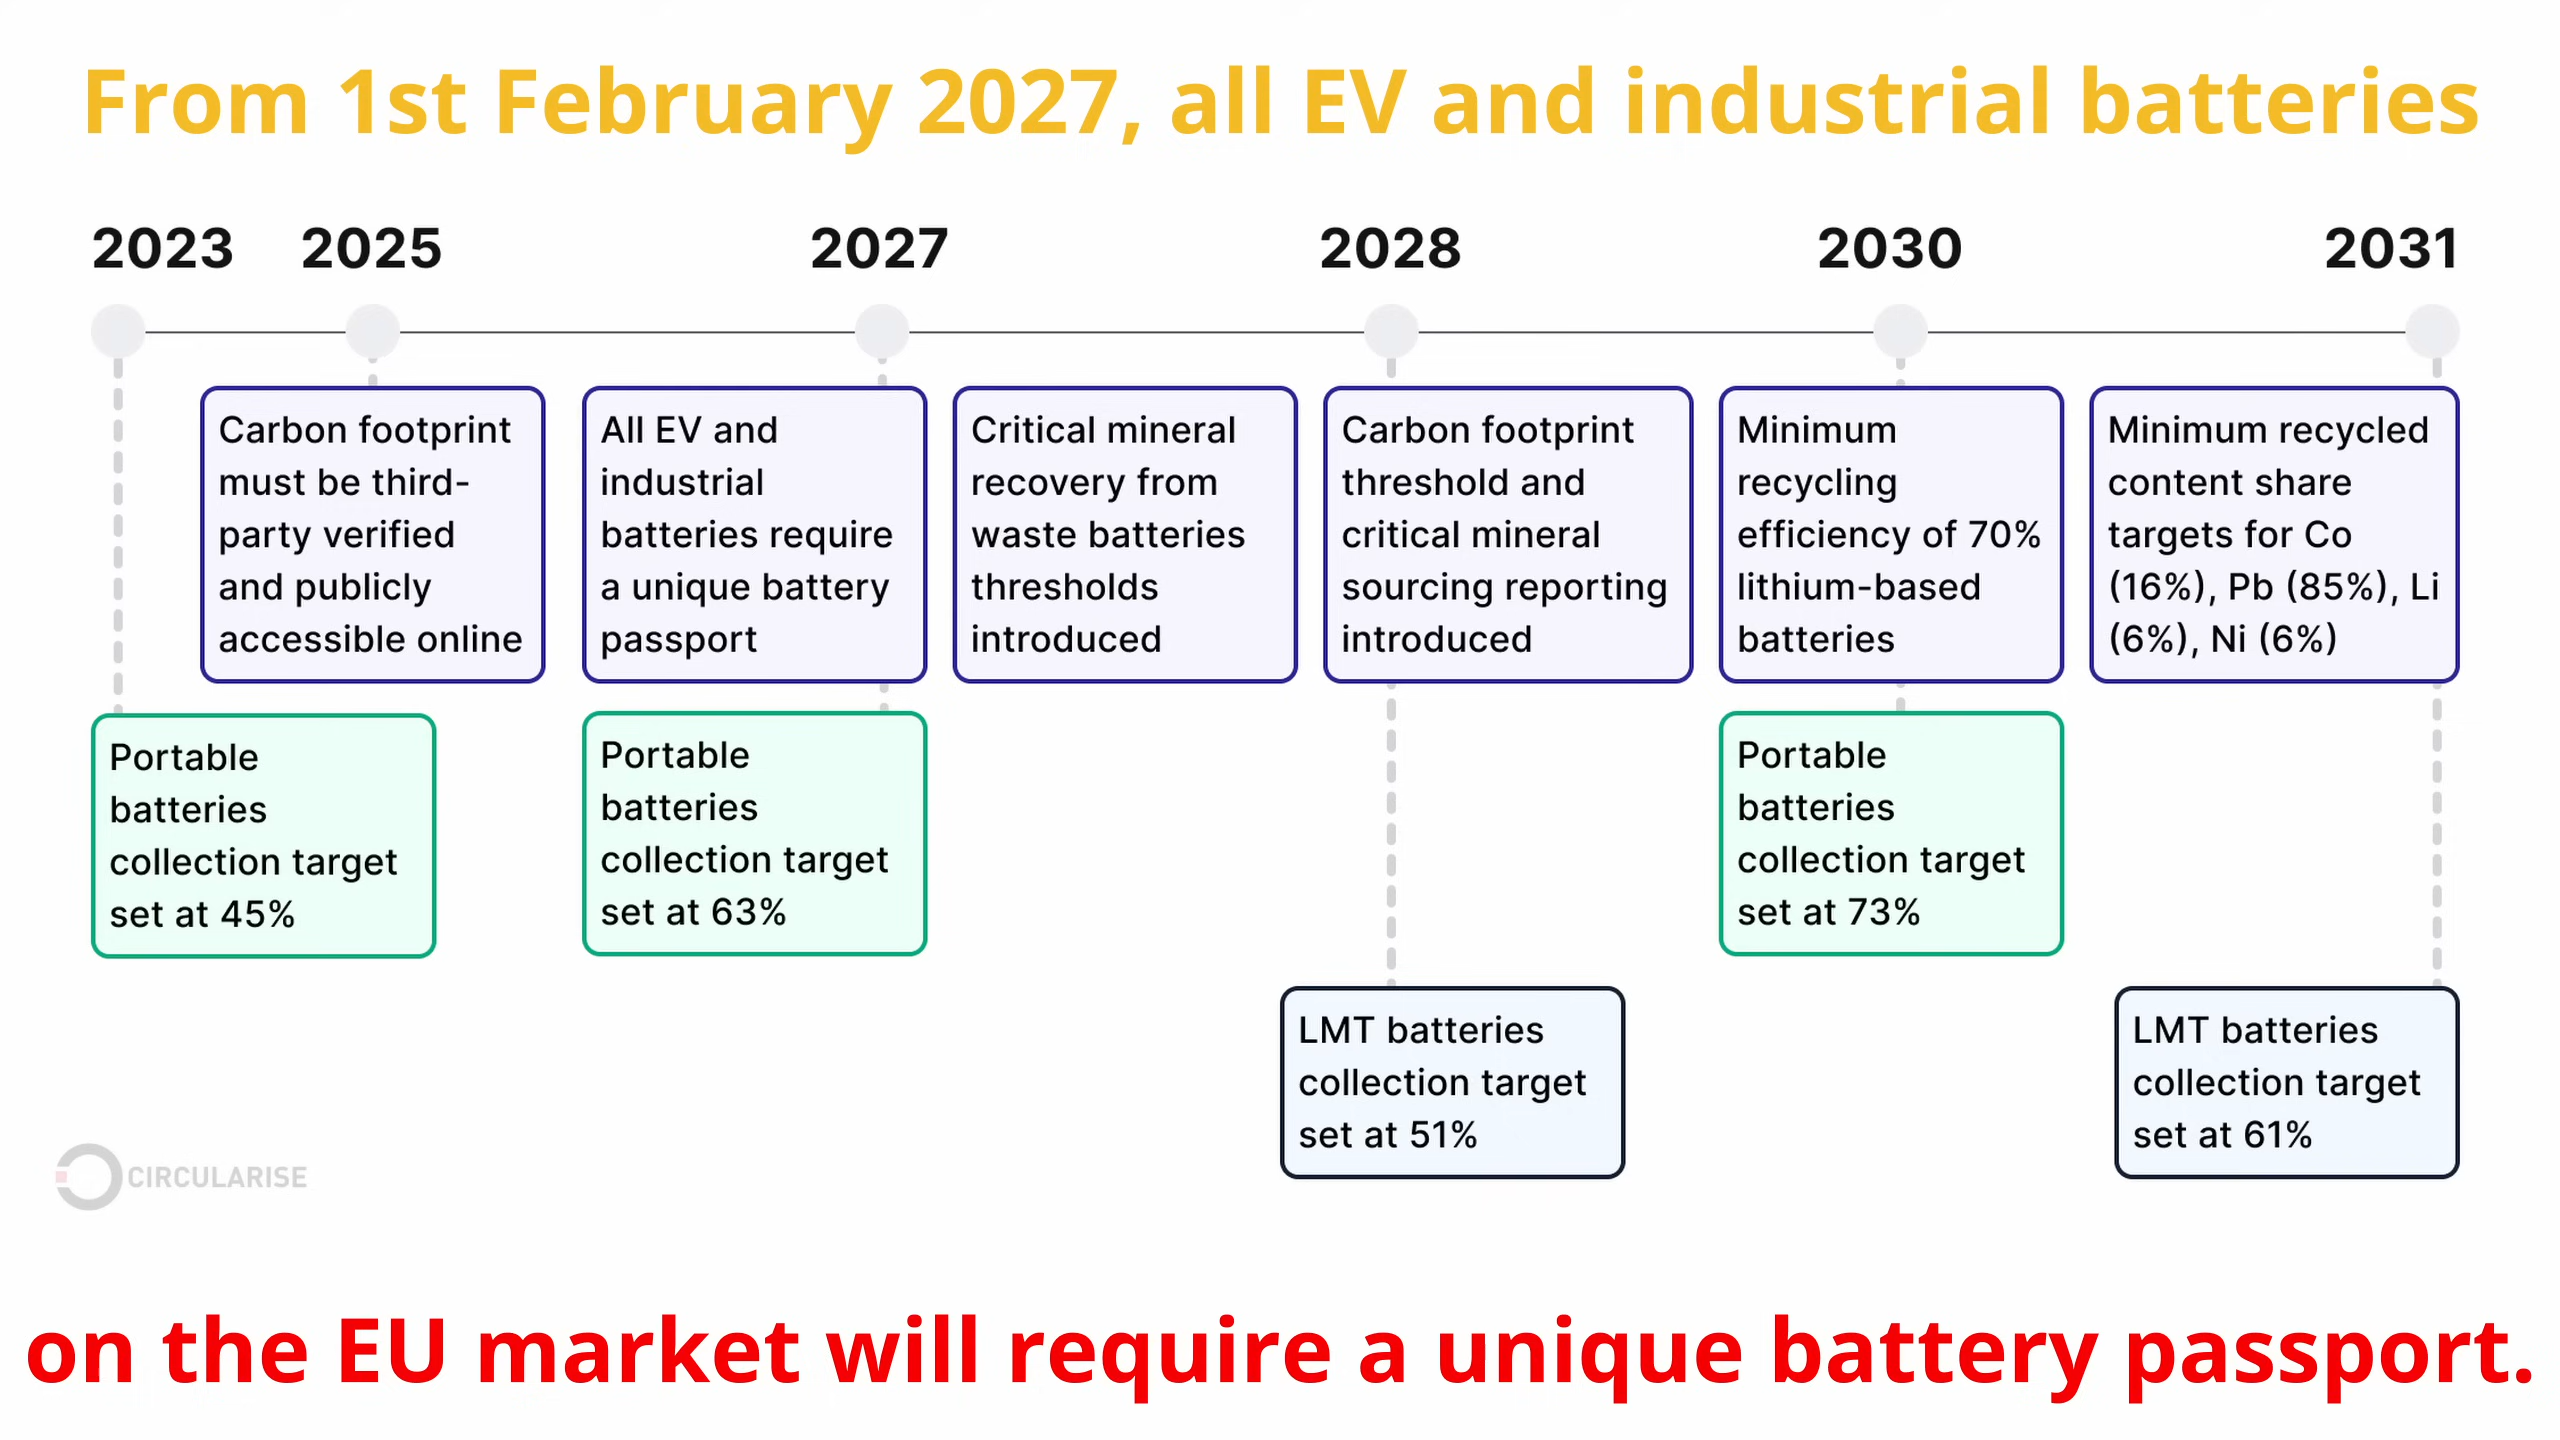 From 1st February 2027, all EV and industrial batteries
2023 2025 2027 2028 2030 2031
Carbon footprint
must be third-
party verified
and publicly
accessible online
All EV and
industrial
batteries require
a unique battery
passport
Critical mineral
recovery from
waste batteries
thresholds
introduced
Carbon footprint
threshold and
critical mineral
sourcing reporting
introduced
Minimum
recycling
efficiency of 70%
lithium-based
batteries
Minimum recycled
content share
targets for Co
(16%), Pb (85%), Li
(6%), Ni (6%)
Portable
batteries
collection target
set at 45%
Portable
batteries
collection target
set at 63%
Portable
batteries
collection target
set at 73%
LMT batteries
collection target
set at 51%
LMT batteries
collection target
set at 61%
CIRCULARISE
on the EU market will require a unique battery passport.